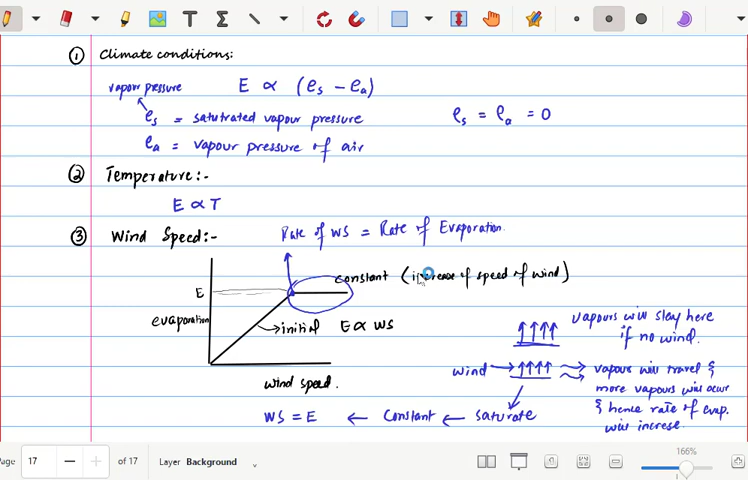 ① Climate conditions:
vapour pressure E ∝ (es - ea)
es = satutrated vapour pressure es = ea = 0
ea = vapour pressure of air
② Temperature:-
E ∝ T
③ Wind Speed:- Rate of WS = Rate of Evaporation.
constant (increase of speed of wind)
E
evaporation
initial E ∝ WS
wind speed.
vapours will stay here
if no wind.
wind vapour will travel &
more vapours will occur
& hence rate of evap.
will increse
WS = E ← constant ← saturate
166%
Page 17 of 17 Layer Background